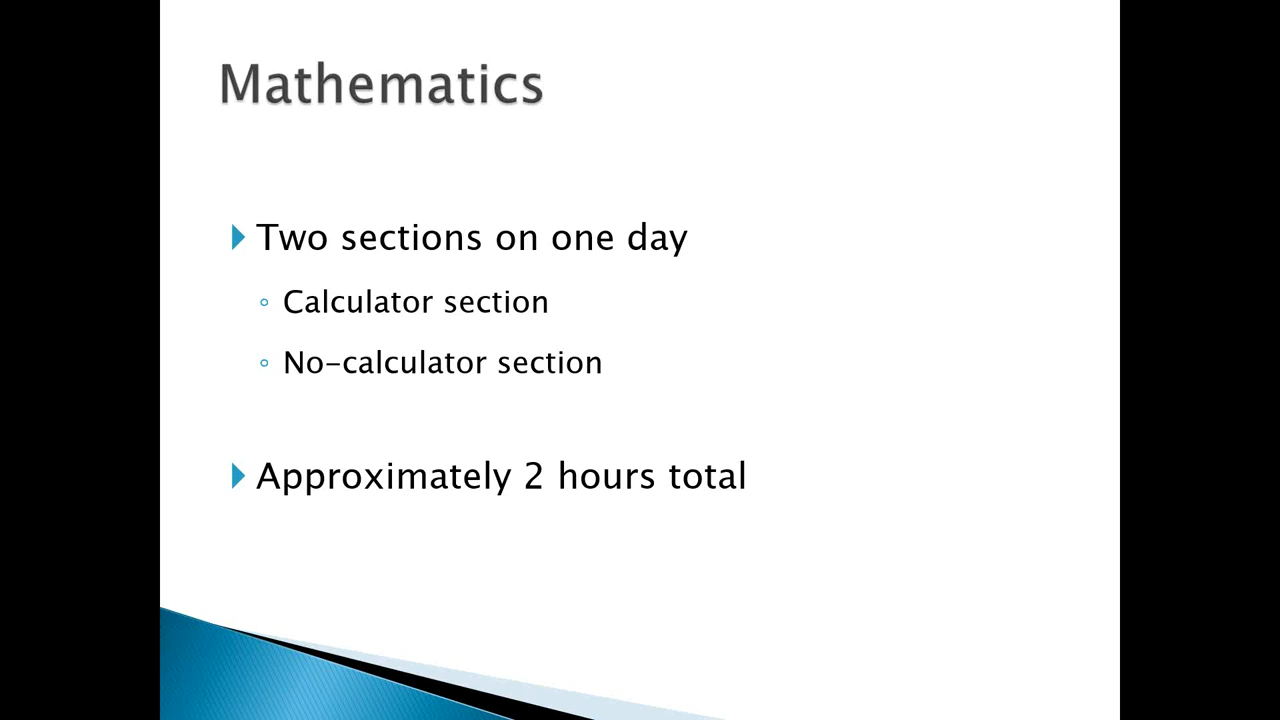 Mathematics
Two sections on one day
Calculator section
No-calculator section
Approximately 2 hours total